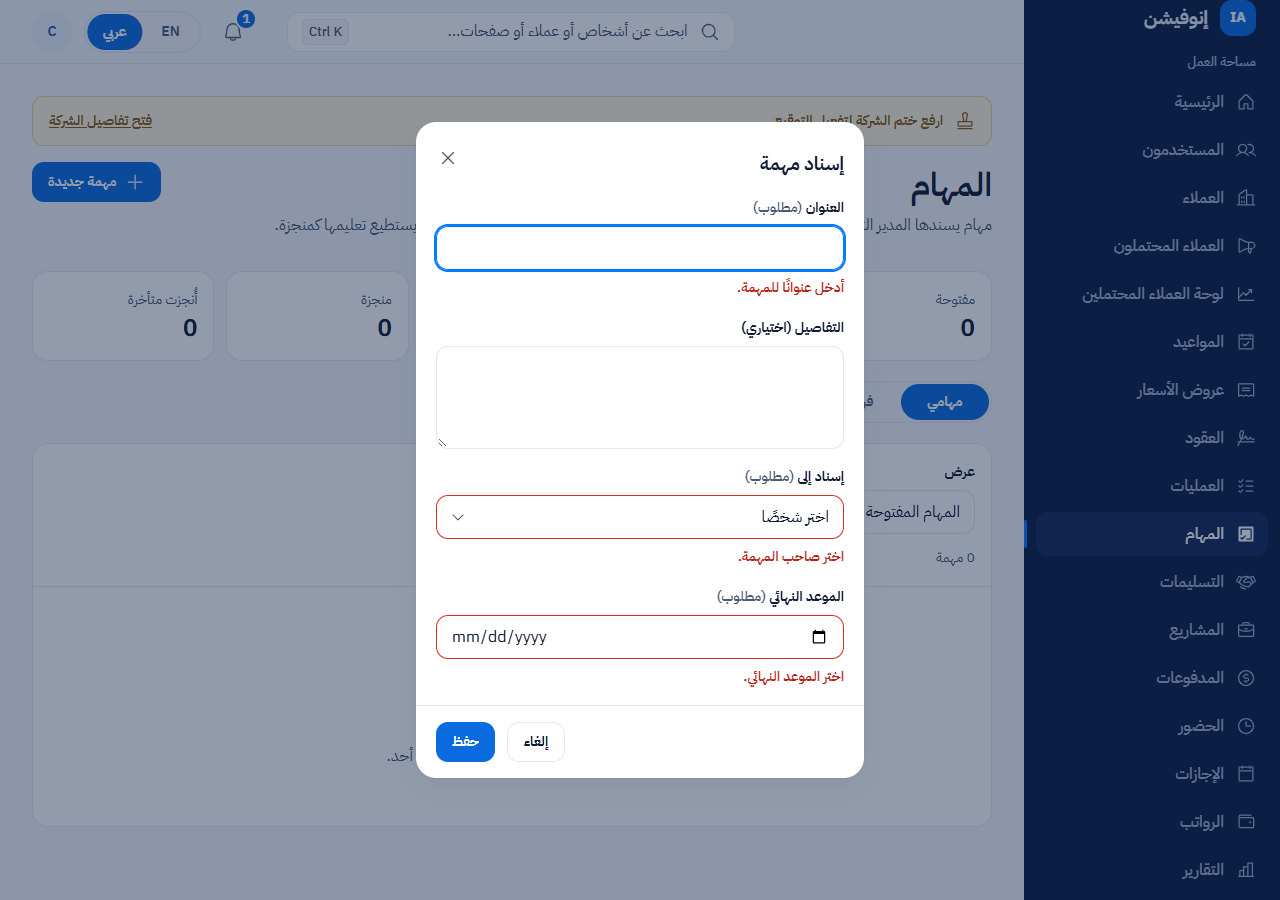 IA
إنوفيشن
مساحة العمل
الرئيسية
المستخدمون
العملاء
العملاء المحتملون
لوحة العملاء المحتملين
المواعيد
عروض الأسعار
العقود
العمليات
المهام
التسليمات
المشاريع
المدفوعات
الحضور
الإجازات
الرواتب
التقارير
ابحث عن أشخاص أو عملاء أو صفحات...
Ctrl K
1
EN
عربي
C
ارفع ختم الشركة لتفعيل التوقيع
فتح تفاصيل الشركة
المهام
مهمة جديدة
مهام يسندها المدير
يستطيع تعليمها كمنجزة.
مفتوحة
0
منجزة
0
أُنجزت متأخرة
0
مهامي
عرض
المهام المفتوحة
0 مهمة
أحد.
إسناد مهمة
العنوان (مطلوب)
أدخل عنوانًا للمهمة.
التفاصيل (اختياري)
إسناد إلى (مطلوب)
اختر شخصًا
اختر صاحب المهمة.
الموعد النهائي (مطلوب)
mm/dd/yyyy
اختر الموعد النهائي.
إلغاء
حفظ